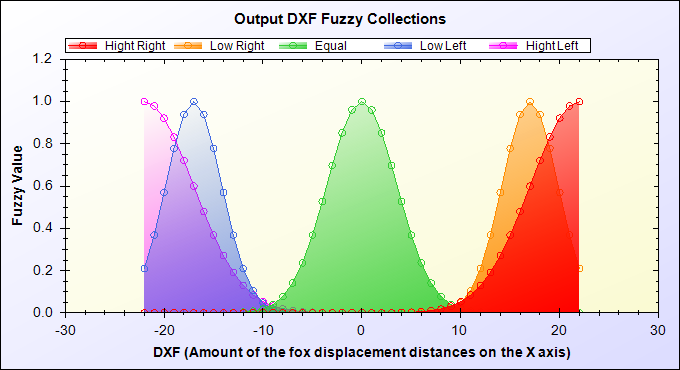 Output DXF Fuzzy Collections
Hight Right Low Right Equal Low Left Hight Left
Fuzzy Value
1.2
1.0
0.8
0.6
0.4
0.2
0.0
-30 -20 -10 0 10 20 30
DXF (Amount of the fox displacement distances on the X axis)